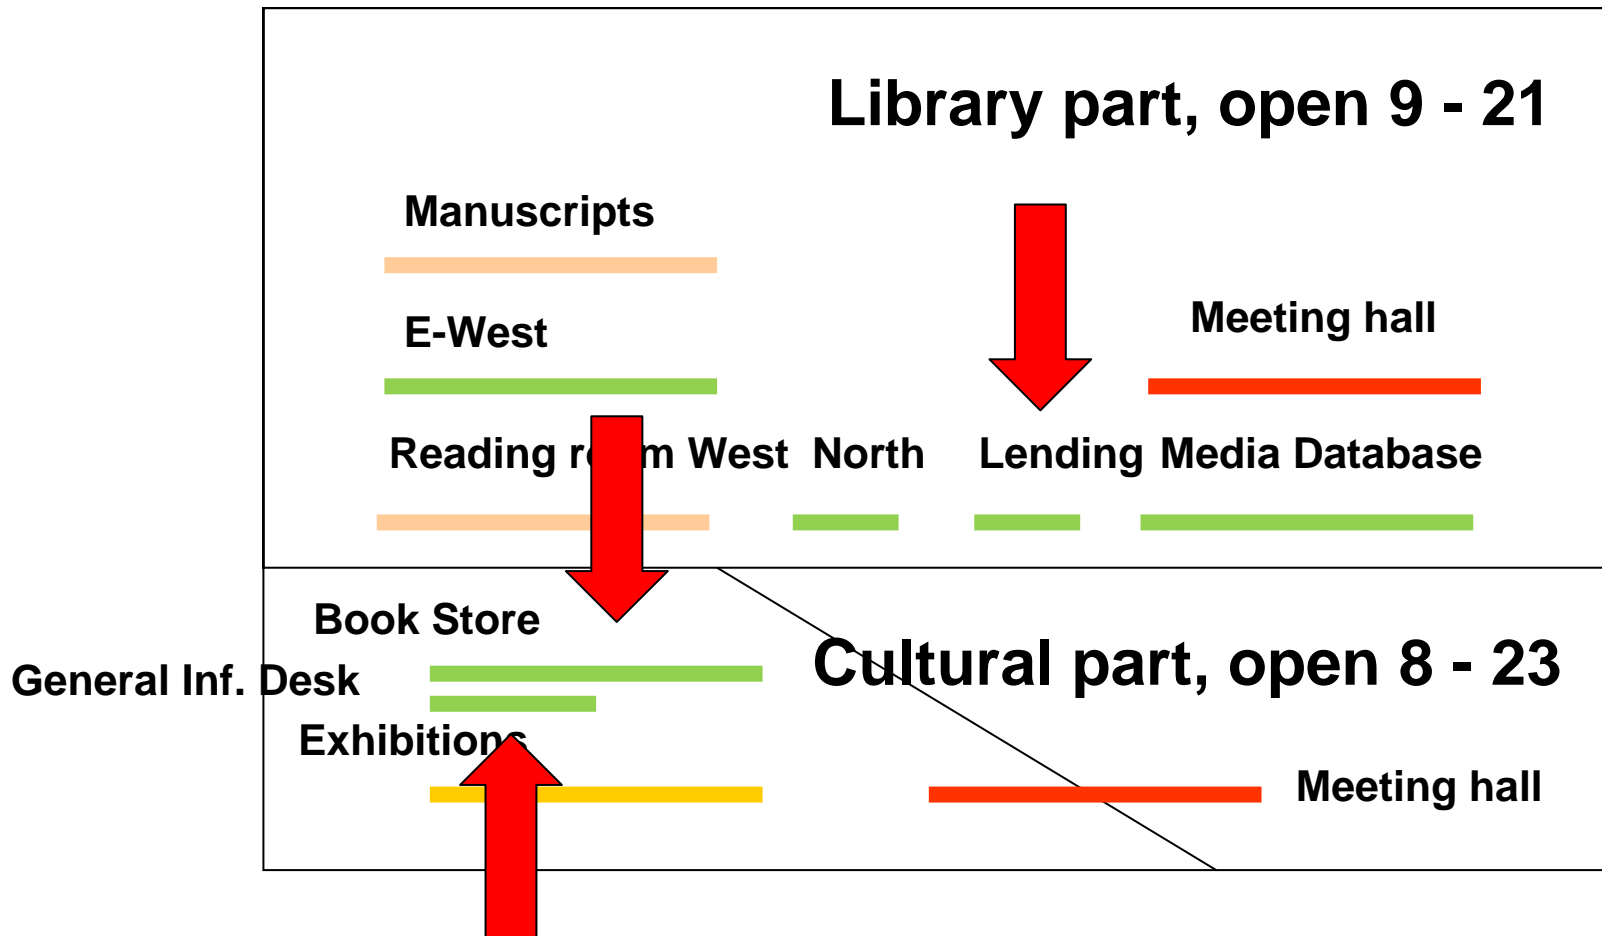 Library part, open 9 - 21
Manuscripts
E-West
Meeting hall
Reading room West North Lending Media Database
Book Store
Cultural part, open 8 - 23
General Inf. Desk
Exhibitions
Meeting hall